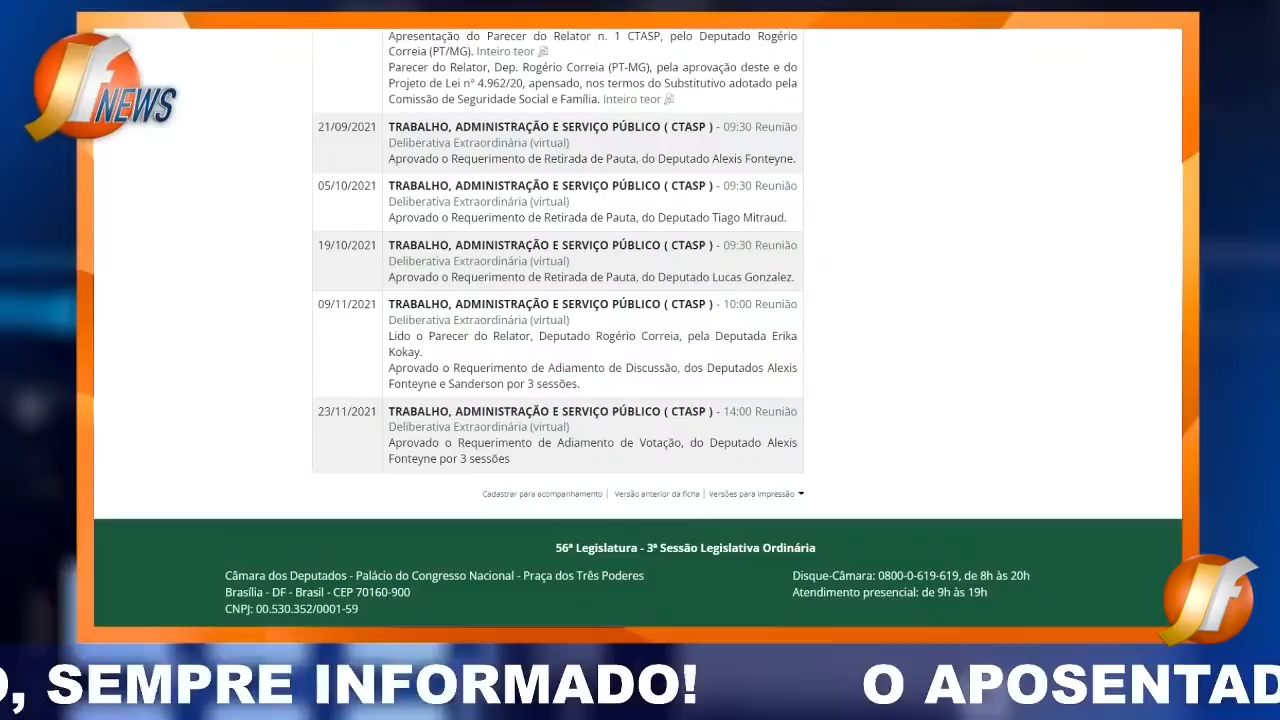 Apresentação do Parecer do Relator n. 1 CTASP, pelo Deputado Rogério
Correia (PT/MG). Inteiro teor
Parecer do Relator, Dep. Rogério Correia (PT-MG), pela aprovação deste e do
Projeto de Lei nº 4.962/20, apensado, nos termos do Substitutivo adotado pela
Comissão de Seguridade Social e Família. Inteiro teor
Jf NEWS
21/09/2021 TRABALHO, ADMINISTRAÇÃO E SERVIÇO PÚBLICO ( CTASP ) - 09:30 Reunião
Deliberativa Extraordinária (virtual)
Aprovado o Requerimento de Retirada de Pauta, do Deputado Alexis Fonteyne.
05/10/2021 TRABALHO, ADMINISTRAÇÃO E SERVIÇO PÚBLICO ( CTASP ) - 09:30 Reunião
Deliberativa Extraordinária (virtual)
Aprovado o Requerimento de Retirada de Pauta, do Deputado Tiago Mitraud.
19/10/2021 TRABALHO, ADMINISTRAÇÃO E SERVIÇO PÚBLICO ( CTASP ) - 09:30 Reunião
Deliberativa Extraordinária (virtual)
Aprovado o Requerimento de Retirada de Pauta, do Deputado Lucas Gonzalez.
09/11/2021 TRABALHO, ADMINISTRAÇÃO E SERVIÇO PÚBLICO ( CTASP ) - 10:00 Reunião
Deliberativa Extraordinária (virtual)
Lido o Parecer do Relator, Deputado Rogério Correia, pela Deputada Erika
Kokay.
Aprovado o Requerimento de Adiamento de Discussão, dos Deputados Alexis
Fonteyne e Sanderson por 3 sessões.
23/11/2021 TRABALHO, ADMINISTRAÇÃO E SERVIÇO PÚBLICO ( CTASP ) - 14:00 Reunião
Deliberativa Extraordinária (virtual)
Aprovado o Requerimento de Adiamento de Votação, do Deputado Alexis
Fonteyne por 3 sessões
Cadastrar para acompanhamento | Versão anterior da ficha | Versões para impressão
56ª Legislatura - 3ª Sessão Legislativa Ordinária
Câmara dos Deputados - Palácio do Congresso Nacional - Praça dos Três Poderes
Brasília - DF - Brasil - CEP 70160-900
CNPJ: 00.530.352/0001-59
Disque-Câmara: 0800-0-619-619, de 8h às 20h
Atendimento presencial: de 9h às 19h
Jf
O, SEMPRE INFORMADO! O APOSENTAD